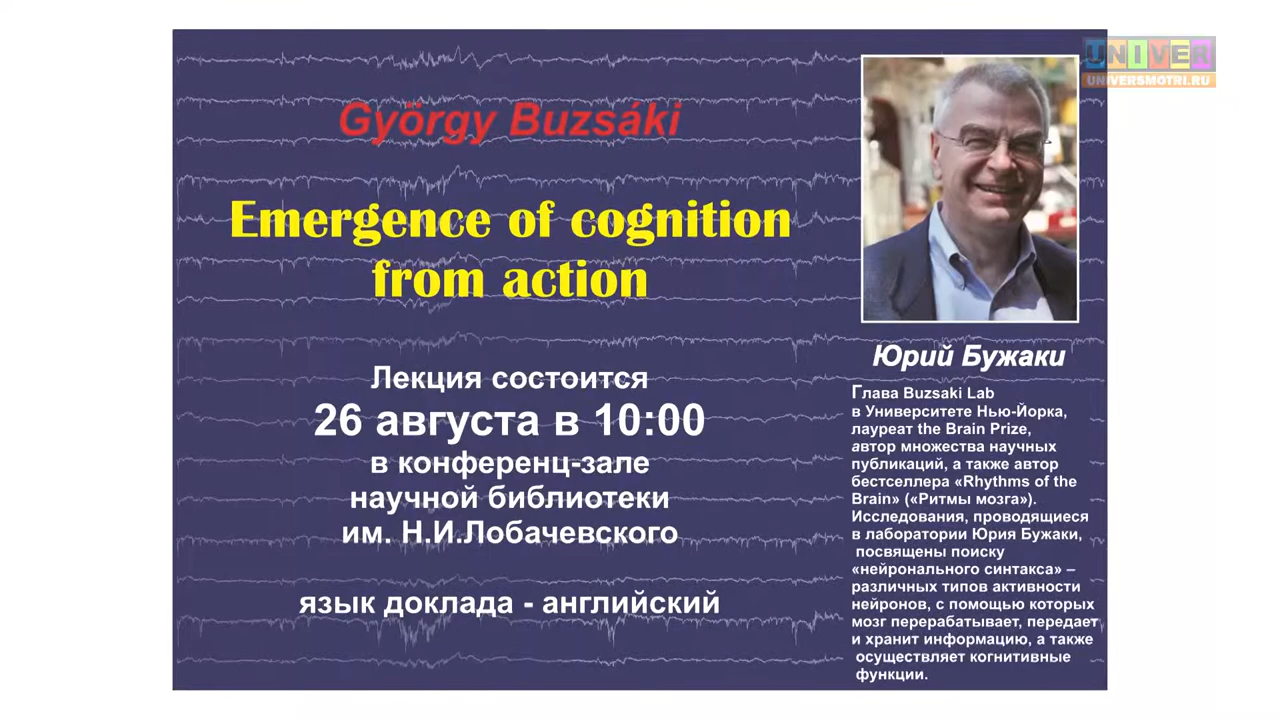 UNIVER
UNIVERSMOTRI.RU
György Buzsáki
Emergence of cognition
from action
Лекция состоится
26 августа в 10:00
в конференц-зале
научной библиотеки
им. Н.И.Лобачевского
язык доклада - английский
Юрий Бужаки
Глава Buzsaki Lab
в Университете Нью-Йорка,
лауреат the Brain Prize,
автор множества научных
публикаций, а также автор
бестселлера «Rhythms of the
Brain» («Ритмы мозга»).
Исследования, проводящиеся
в лаборатории Юрия Бужаки,
посвящены поиску
«нейронального синтакса» –
различных типов активности
нейронов, с помощью которых
мозг перерабатывает, передает
и хранит информацию, а также
осуществляет когнитивные
функции.